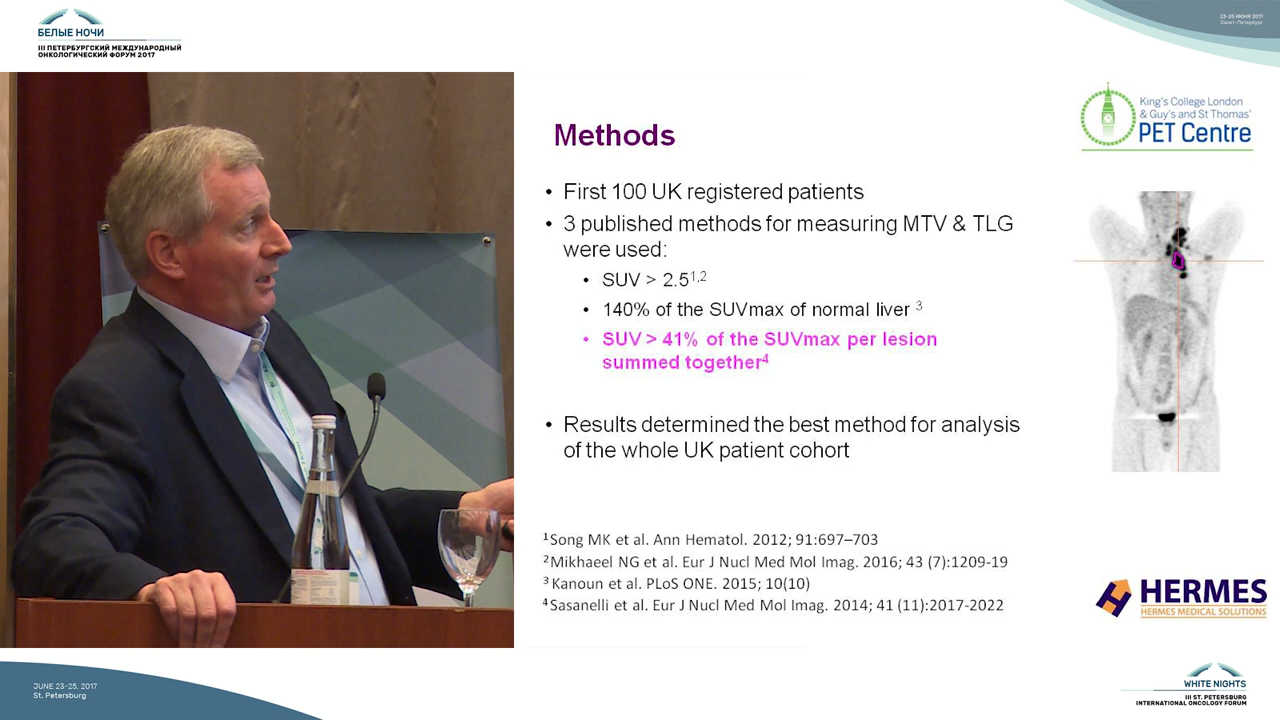 БЕЛЫЕ НОЧИ
III ПЕТЕРБУРГСКИЙ МЕЖДУНАРОДНЫЙ
ОНКОЛОГИЧЕСКИЙ ФОРУМ 2017
23-25 ИЮНЯ 2017
Санкт-Петербург
King's College London
& Guy's and St Thomas'
PET Centre
Methods
• First 100 UK registered patients
• 3 published methods for measuring MTV & TLG
were used:
• SUV > 2.5¹,²
• 140% of the SUVmax of normal liver ³
• SUV > 41% of the SUVmax per lesion
summed together⁴
• Results determined the best method for analysis
of the whole UK patient cohort
¹ Song MK et al. Ann Hematol. 2012; 91:697–703
² Mikhaeel NG et al. Eur J Nucl Med Mol Imag. 2016; 43 (7):1209-19
³ Kanoun et al. PLoS ONE. 2015; 10(10)
⁴ Sasanelli et al. Eur J Nucl Med Mol Imag. 2014; 41 (11):2017-2022
HERMES
HERMES MEDICAL SOLUTIONS
JUNE 23-25, 2017
St. Petersburg
WHITE NIGHTS
III ST. PETERSBURG
INTERNATIONAL ONCOLOGY FORUM